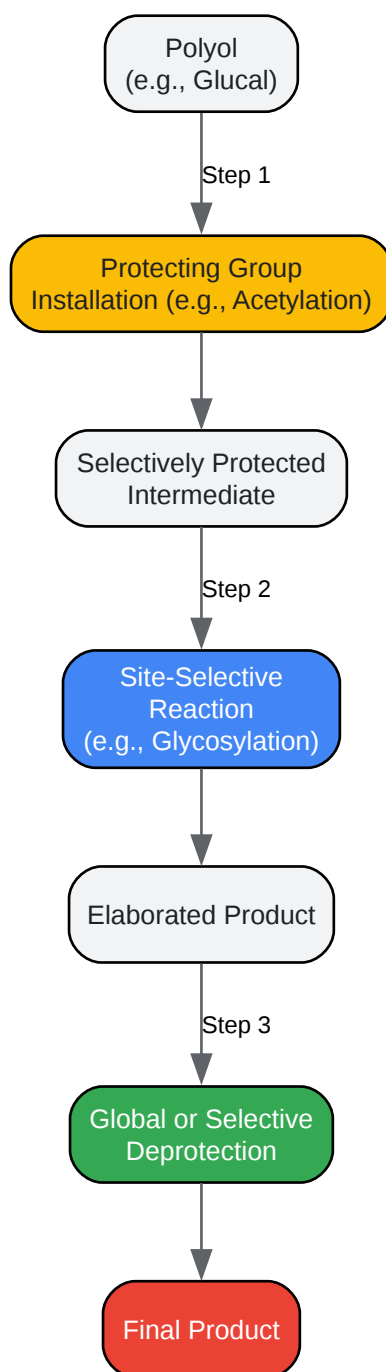 Polyol
(e.g., Glucal)
Step 1
Protecting Group
Installation (e.g., Acetylation)
Selectively Protected
Intermediate
Step 2
Site-Selective
Reaction
(e.g., Glycosylation)
Elaborated Product
Step 3
Global or Selective
Deprotection
Final Product